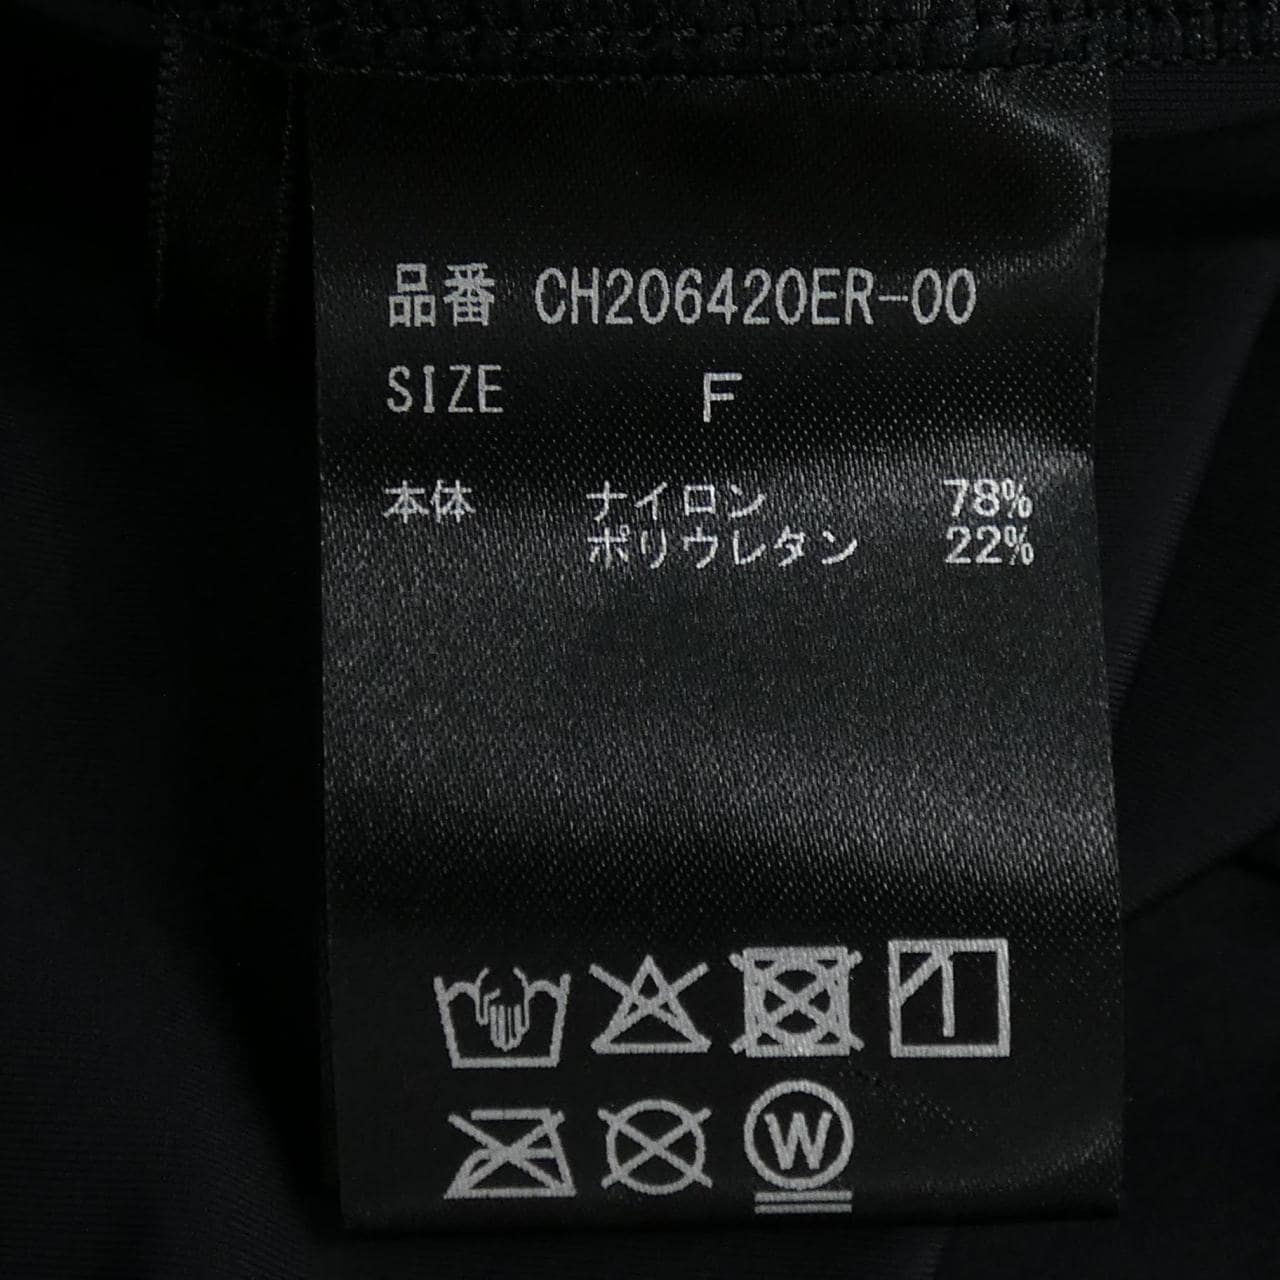 品番 CH206420ER-00
SIZE F
本体 ナイロン 78%
ポリウレタン 22%
W